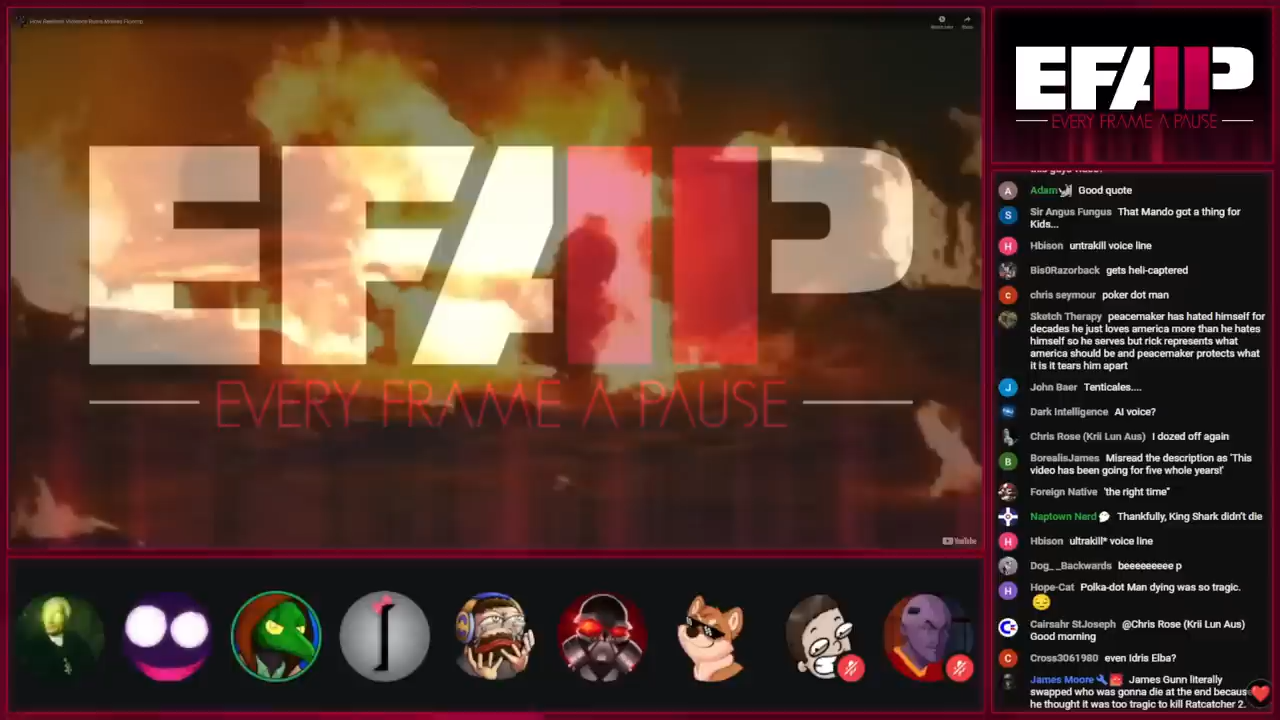 Watch later
Share
EFAP
EVERY FRAME A PAUSE
YouTube
EFAP
EVERY FRAME A PAUSE
A Adam Good quote
S Sir Angus Fungus That Mando got a thing for
Kids...
H Hbison untrakill voice line
Bis0Razorback gets heli-captered
c chris seymour poker dot man
Sketch Therapy peacemaker has hated himself for
decades he just loves america more than he hates
himself so he serves but rick represents what
america should be and peacemaker protects what
it is it tears him apart
J John Baer Tenticales....
Dark Intelligence AI voice?
Chris Rose (Krii Lun Aus) I dozed off again
B BorealisJames Misread the description as 'This
video has been going for five whole years!'
Foreign Native 'the right time"
Naptown Nerd Thankfully, King Shark didn't die
H Hbison ultrakill* voice line
Dog_ _Backwards beeeeeeeee p
H Hope-Cat Polka-dot Man dying was so tragic.
😔
Cairsahr StJoseph @Chris Rose (Krii Lun Aus)
Good morning
C Cross3061980 even Idris Elba?
James Moore James Gunn literally
swapped who was gonna die at the end becaus
he thought it was too tragic to kill Ratcatcher 2.